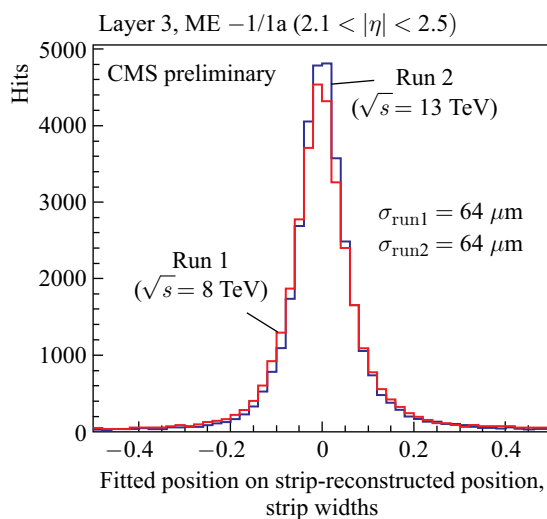 Layer 3, ME −1/1a (2.1 < |η| < 2.5)
Hits
5000
4000
3000
2000
1000
0
CMS preliminary
Run 2
(√s = 13 TeV)
σrun1 = 64 μm
σrun2 = 64 μm
Run 1
(√s = 8 TeV)
−0.4 −0.2 0 0.2 0.4
Fitted position on strip-reconstructed position,
strip widths